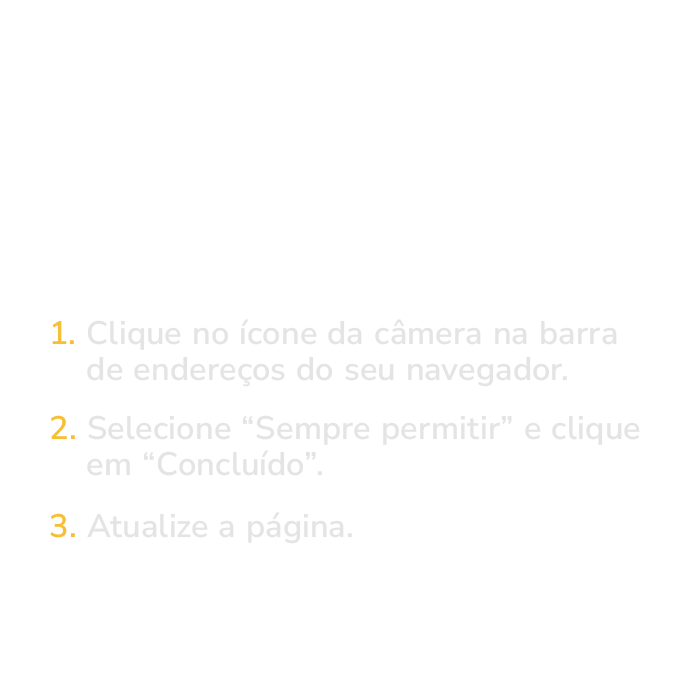 1. Clique no ícone da câmera na barra
de endereços do seu navegador.
2. Selecione “Sempre permitir” e clique
em “Concluído”.
3. Atualize a página.